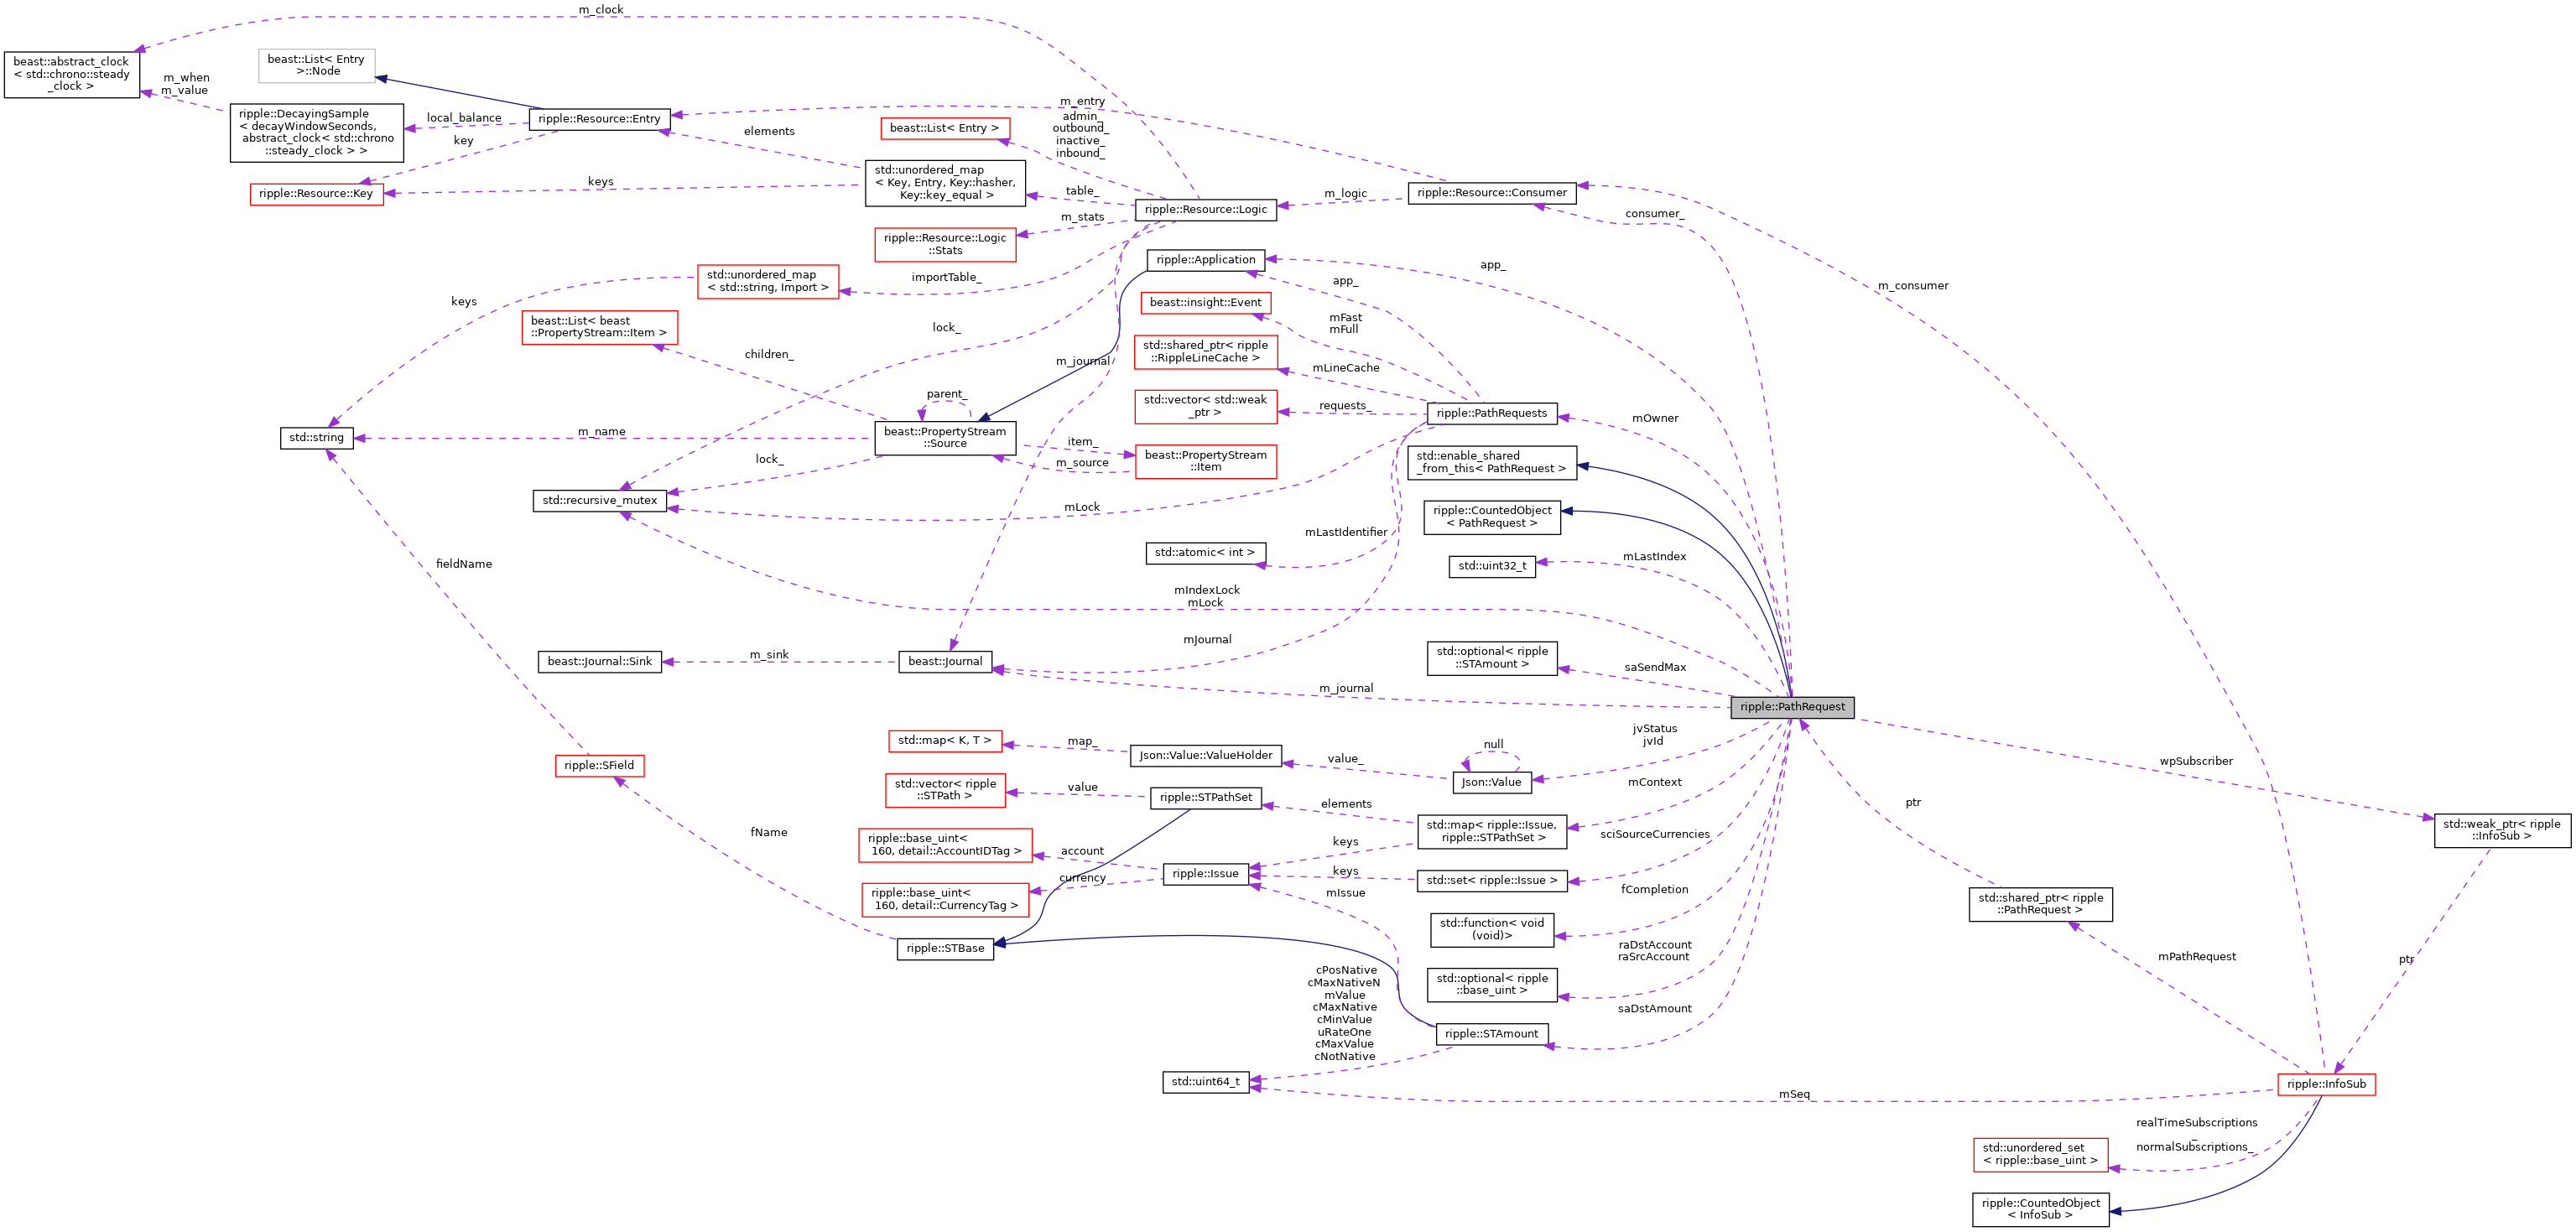 m_clock
beast::abstract_clock
< std::chrono::steady
_clock >
beast::List< Entry
>::Node
m_when
m_value
ripple::DecayingSample
< decayWindowSeconds,
abstract_clock< std::chrono
::steady_clock > >
local_balance
key
ripple::Resource::Entry
ripple::Resource::Key
elements
keys
beast::List< Entry >
m_entry
admin_
outbound_
inactive_
inbound_
std::unordered_map
< Key, Entry, Key::hasher,
Key::key_equal >
table_
m_stats
ripple::Resource::Logic
m_logic
ripple::Resource::Consumer
consumer_
ripple::Resource::Logic
::Stats
ripple::Application
app_
m_consumer
std::unordered_map
< std::string, Import >
importTable_
keys
app_
beast::insight::Event
mFast
mFull
beast::List< beast
::PropertyStream::Item >
lock_
children_
m_journal
std::shared_ptr< ripple
::RippleLineCache >
mLineCache
parent_
std::vector< std::weak
_ptr >
requests_
ripple::PathRequests
mOwner
std::string
m_name
beast::PropertyStream
::Source
item_
m_source
beast::PropertyStream
::Item
std::enable_shared
_from_this< PathRequest >
lock_
std::recursive_mutex
mLock
ripple::CountedObject
< PathRequest >
mLastIdentifier
std::atomic< int >
fieldName
std::uint32_t
mLastIndex
mIndexLock
mLock
mJournal
beast::Journal::Sink
m_sink
beast::Journal
std::optional< ripple
::STAmount >
saSendMax
m_journal
ripple::PathRequest
std::map< K, T >
map_
Json::Value::ValueHolder
null
value_
Json::Value
jvStatus
jvId
wpSubscriber
ripple::SField
std::vector< ripple
::STPath >
value
ripple::STPathSet
elements
mContext
ptr
std::map< ripple::Issue,
ripple::STPathSet >
sciSourceCurrencies
std::weak_ptr< ripple
::InfoSub >
fName
ripple::base_uint<
160, detail::AccountIDTag >
account
keys
ripple::base_uint<
160, detail::CurrencyTag >
currency
ripple::Issue
keys
std::set< ripple::Issue >
mIssue
fCompletion
std::shared_ptr< ripple
::PathRequest >
std::function< void
(void)>
ripple::STBase
raDstAccount
raSrcAccount
mPathRequest
ptr
cPosNative
cMaxNativeN
mValue
cMaxNative
cMinValue
uRateOne
cMaxValue
cNotNative
std::optional< ripple
::base_uint >
saDstAmount
ripple::STAmount
std::uint64_t
mSeq
ripple::InfoSub
realTimeSubscriptions
_
normalSubscriptions_
std::unordered_set
< ripple::base_uint >
ripple::CountedObject
< InfoSub >